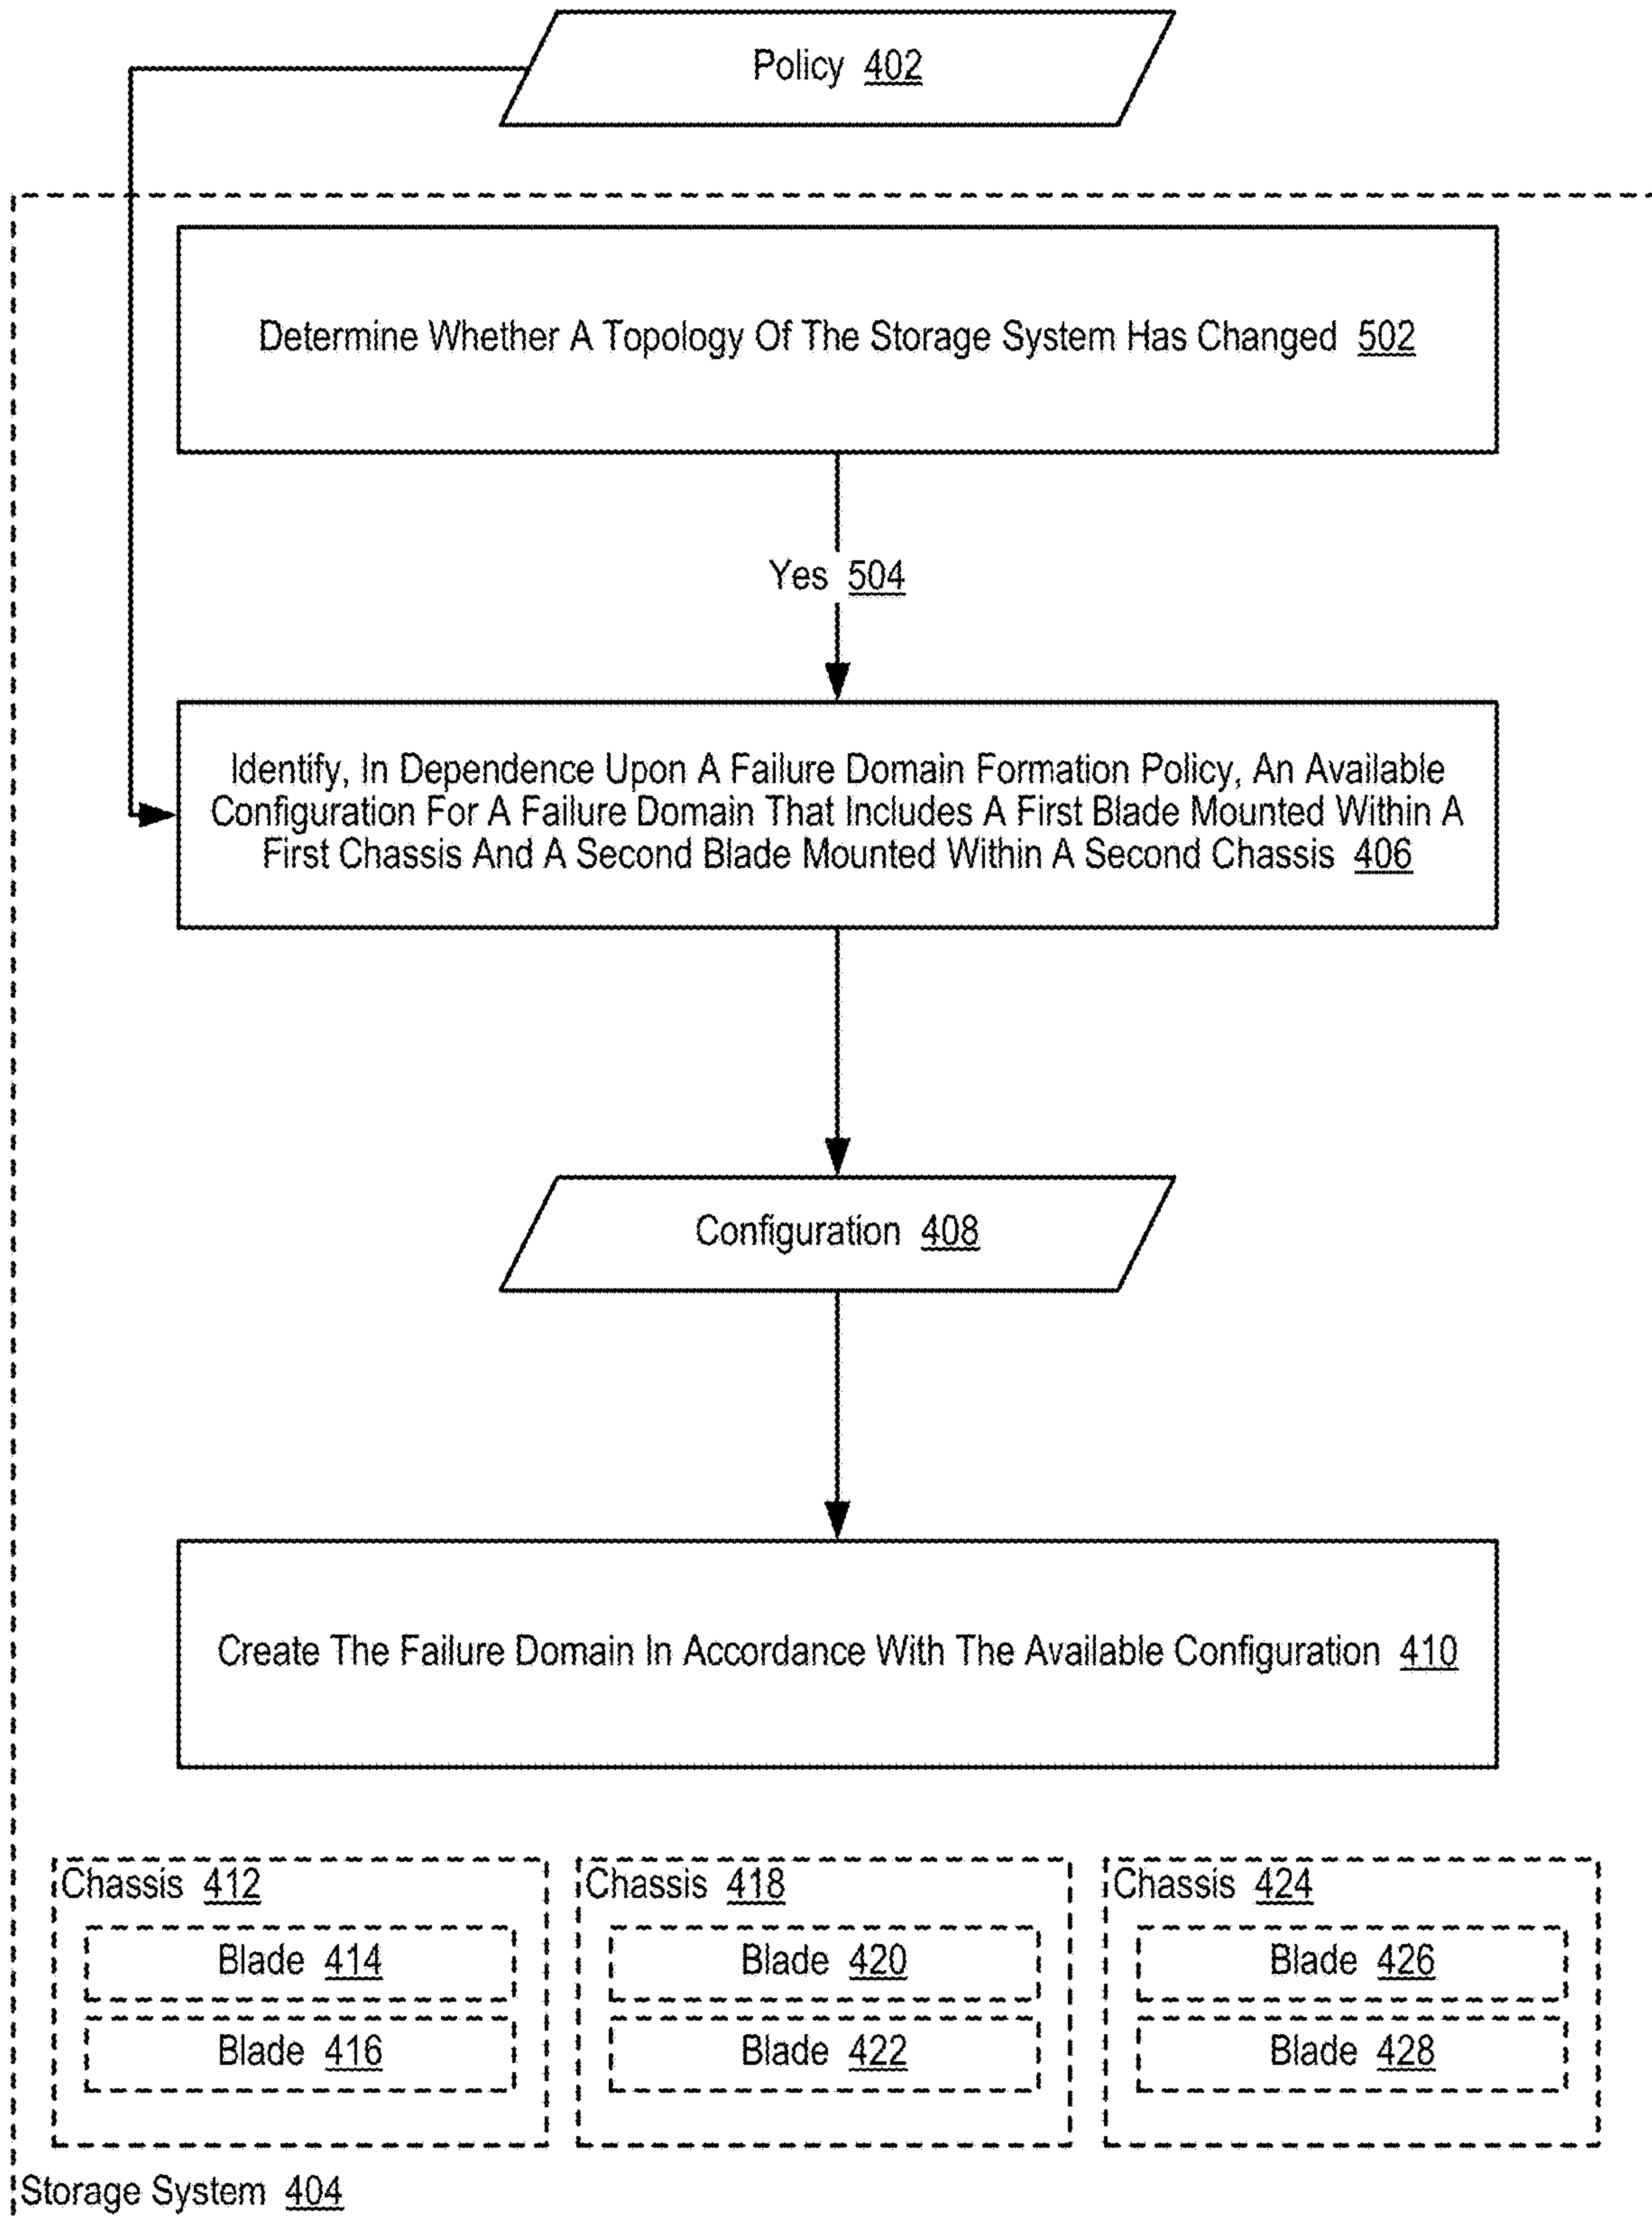 Policy 402
Determine Whether A Topology Of The Storage System Has Changed 502
Yes 504
Identify, In Dependence Upon A Failure Domain Formation Policy, An Available
Configuration For A Failure Domain That Includes A First Blade Mounted Within A
First Chassis And A Second Blade Mounted Within A Second Chassis 406
Configuration 408
Create The Failure Domain In Accordance With The Available Configuration 410
Chassis 412
Blade 414
Blade 416
Chassis 418
Blade 420
Blade 422
Chassis 424
Blade 426
Blade 428
Storage System 404